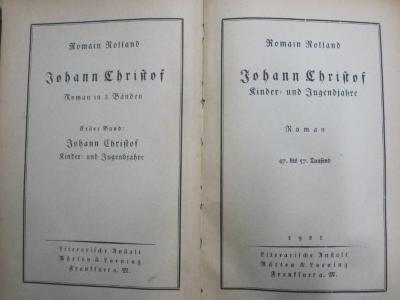 Romain Rolland
Johann Christof
Roman in 3 Bänden
Erster Band:
Johann Christof
Kinder- und Jugendjahre
Literarische Anstalt
Rütten & Loening
Frankfurt a. M.
Romain Rolland
Johann Christof
Kinder- und Jugendjahre
Roman
47. bis 57. Tausend
Literarische Anstalt
Rütten & Loening
Frankfurt a. M.